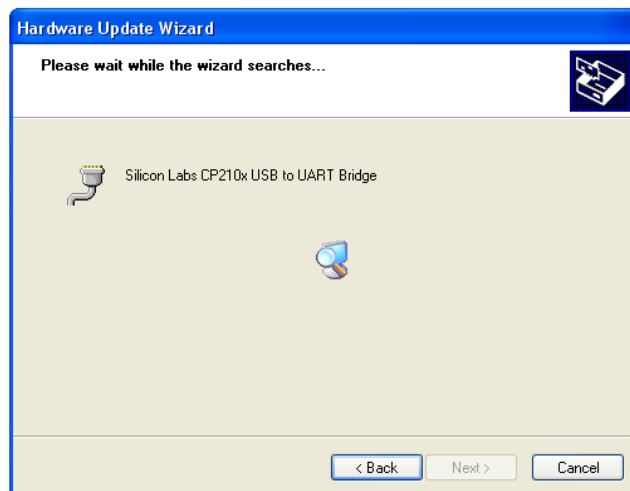 Hardware Update Wizard
Please wait while the wizard searches...
Silicon Labs CP210x USB to UART Bridge
< Back Next > Cancel